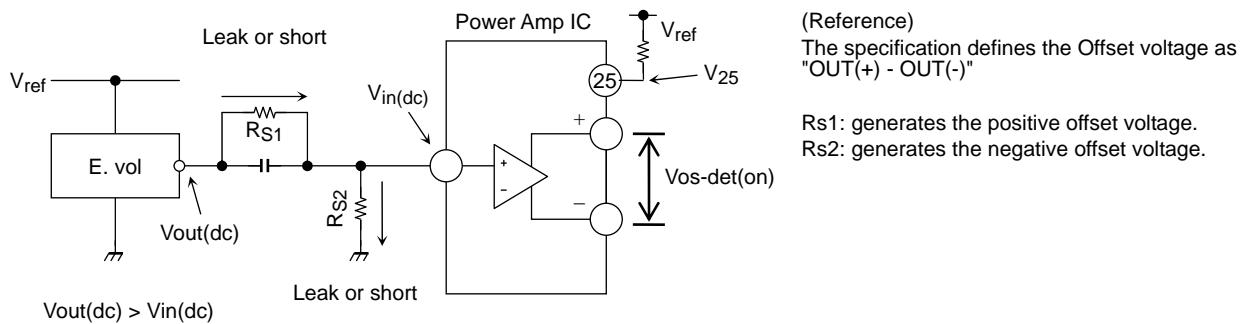 Power Amp IC
Leak or short
Vref
25
V25
Vref
RS1
Vin(dc)
E. vol
+
−
+
-
Vos-det(on)
RS2
Vout(dc)
Leak or short
Vout(dc) > Vin(dc)
(Reference)
The specification defines the Offset voltage as
"OUT(+) - OUT(-)"
Rs1: generates the positive offset voltage.
Rs2: generates the negative offset voltage.